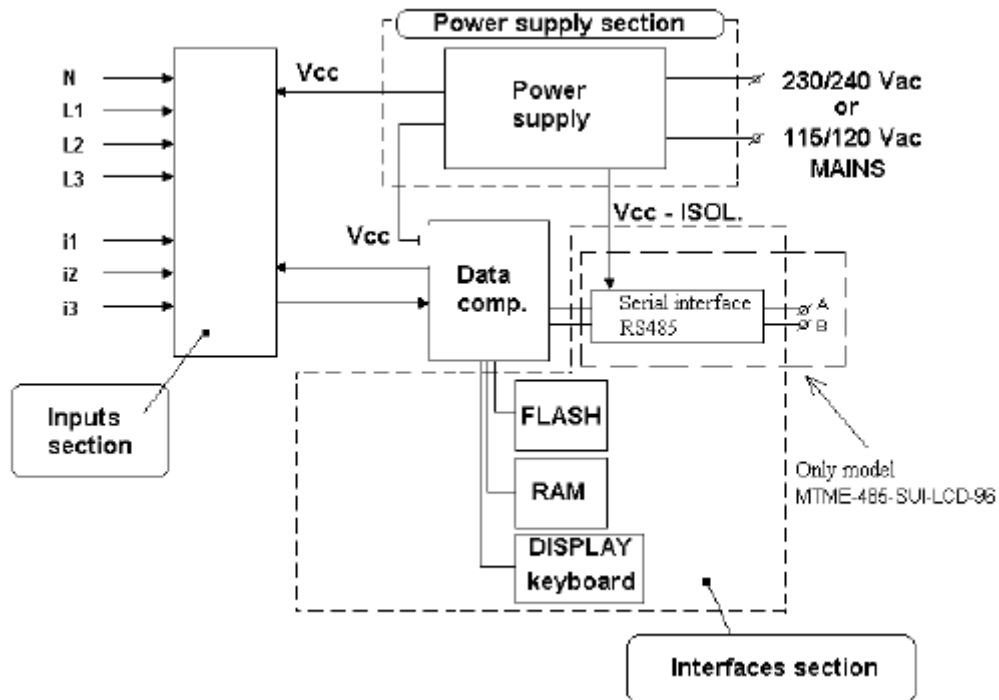 Power supply section
N
L1
L2
L3
i1
i2
i3
Vcc
Power
supply
230/240 Vac
or
115/120 Vac
MAINS
Vcc - ISOL.
Vcc
Data
comp.
Serial interface
RS485
A
B
Inputs
section
FLASH
RAM
DISPLAY
keyboard
Only model
MTME-485-SUI-LCD-96
Interfaces section